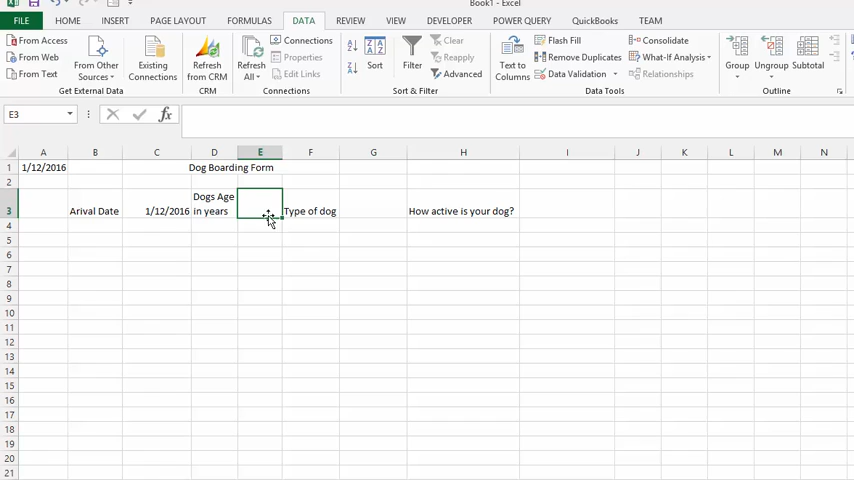 Book1 - Excel
FILE HOME INSERT PAGE LAYOUT FORMULAS DATA REVIEW VIEW DEVELOPER POWER QUERY QuickBooks TEAM
From Access
From Web
From Text
From Other
Sources
Existing
Connections
Get External Data
Refresh
from CRM
Refresh
All
Connections
Properties
Edit Links
Connections
Sort
Filter
Clear
Reapply
Advanced
Sort & Filter
Text to
Columns
Flash Fill
Remove Duplicates
Data Validation
Consolidate
What-If Analysis
Relationships
Data Tools
Group
Ungroup
Subtotal
Outline
E3
fx
A B C D E F G H I J K L M N
1 1/12/2016 Dog Boarding Form
2
Dogs Age
3 Arival Date 1/12/2016 in years Type of dog How active is your dog?
4
5
6
7
8
9
10
11
12
13
14
15
16
17
18
19
20
21